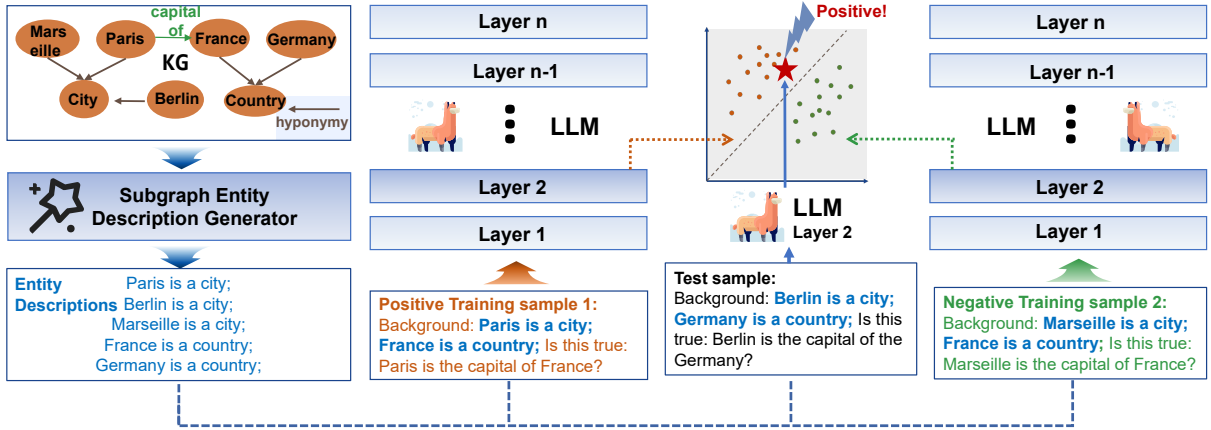 capital
of
Mars
eille
Paris
France
Germany
KG
City
Berlin
Country
hyponymy
Subgraph Entity
Description Generator
Entity
Descriptions
Paris is a city;
Berlin is a city;
Marseille is a city;
France is a country;
Germany is a country;
Layer n
Layer n-1
LLM
Layer 2
Layer 1
Positive Training sample 1:
Background: Paris is a city;
France is a country; Is this true:
Paris is the capital of France?
Positive!
LLM
Layer 2
Test sample:
Background: Berlin is a city;
Germany is a country; Is this
true: Berlin is the capital of the
Germany?
Layer n
Layer n-1
LLM
Layer 2
Layer 1
Negative Training sample 2:
Background: Marseille is a city;
France is a country; Is this true:
Marseille is the capital of France?